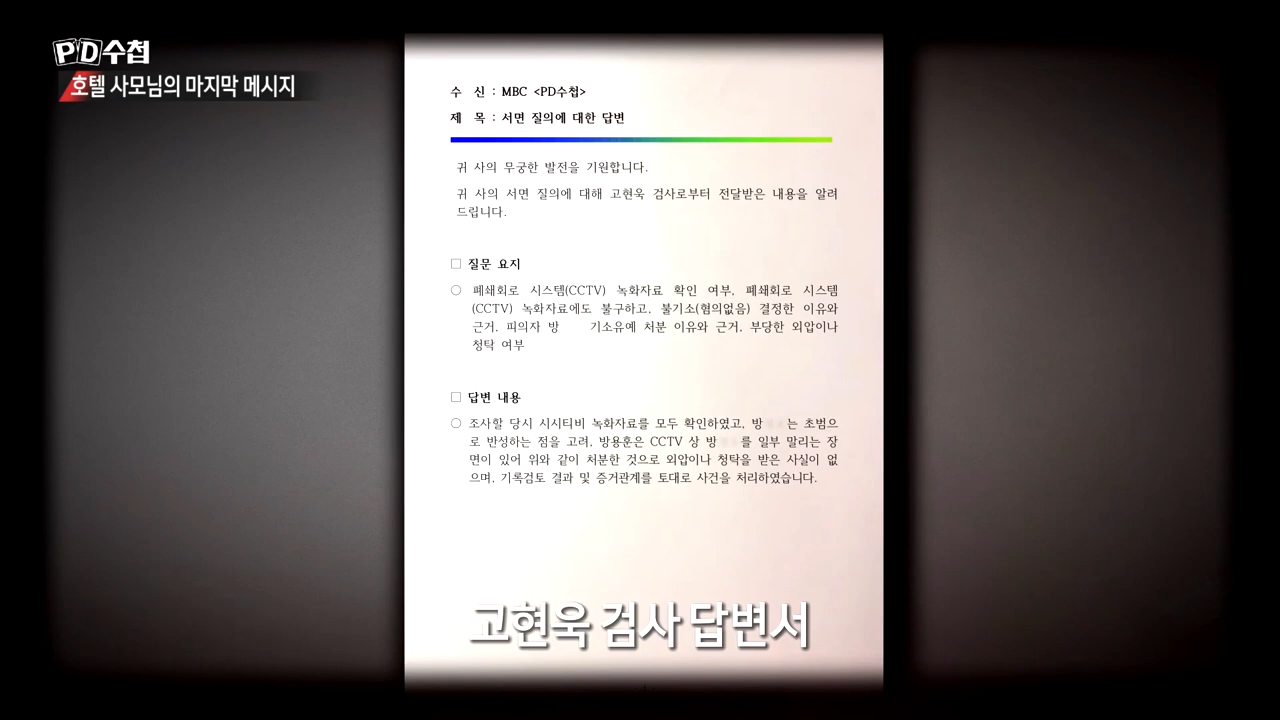 PD수첩
호텔 사모님의 마지막 메시지
수 신 : MBC <PD수첩>
제 목 : 서면 질의에 대한 답변
귀 사의 무궁한 발전을 기원합니다.
귀 사의 서면 질의에 대해 고현욱 검사로부터 전달받은 내용을 알려
드립니다.
□ 질문 요지
○ 폐쇄회로 시스템(CCTV) 녹화자료 확인 여부, 폐쇄회로 시스템
(CCTV) 녹화자료에도 불구하고, 불기소(혐의없음) 결정한 이유와
근거, 피의자 방 기소유예 처분 이유와 근거, 부당한 외압이나
청탁 여부
□ 답변 내용
○ 조사할 당시 시시티비 녹화자료를 모두 확인하였고, 방 는 초범으
로 반성하는 점을 고려, 방용훈은 CCTV 상 방 를 일부 말리는 장
면이 있어 위와 같이 처분한 것으로 외압이나 청탁을 받은 사실이 없
으며, 기록검토 결과 및 증거관계를 토대로 사건을 처리하였습니다.
고현욱 검사 답변서